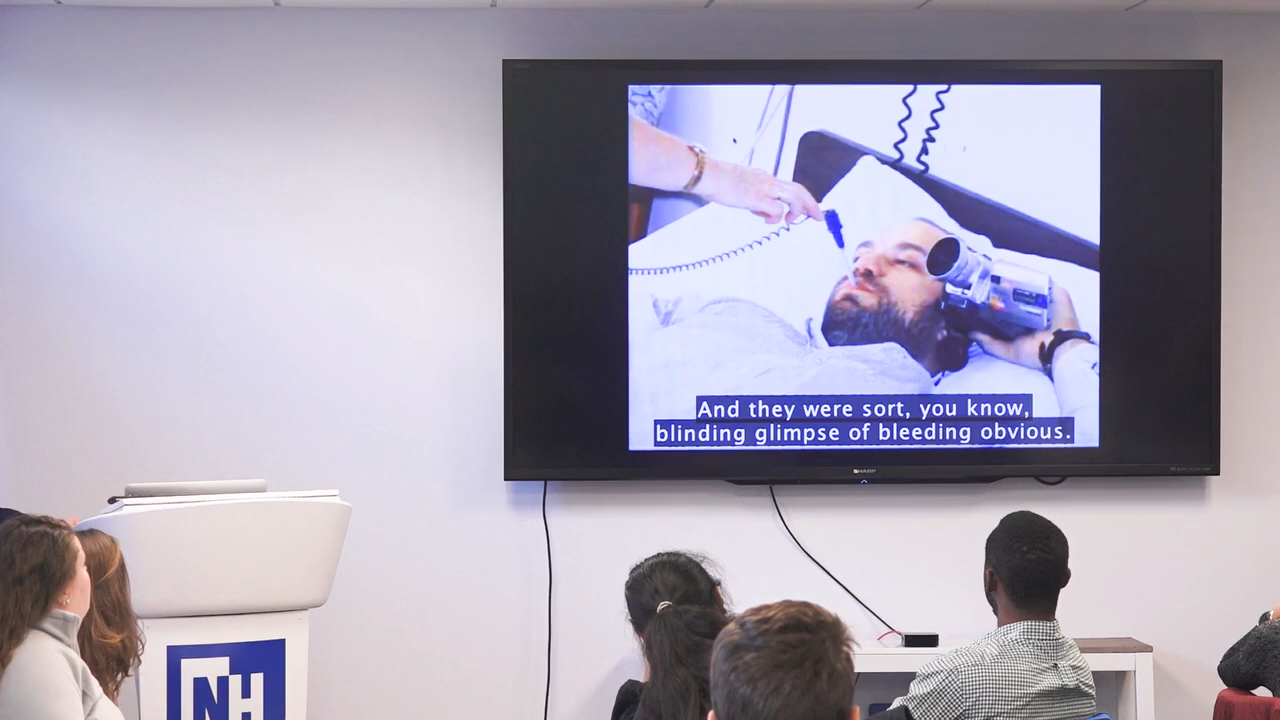 And they were sort, you know,
blinding glimpse of bleeding obvious.
SHARP
NH